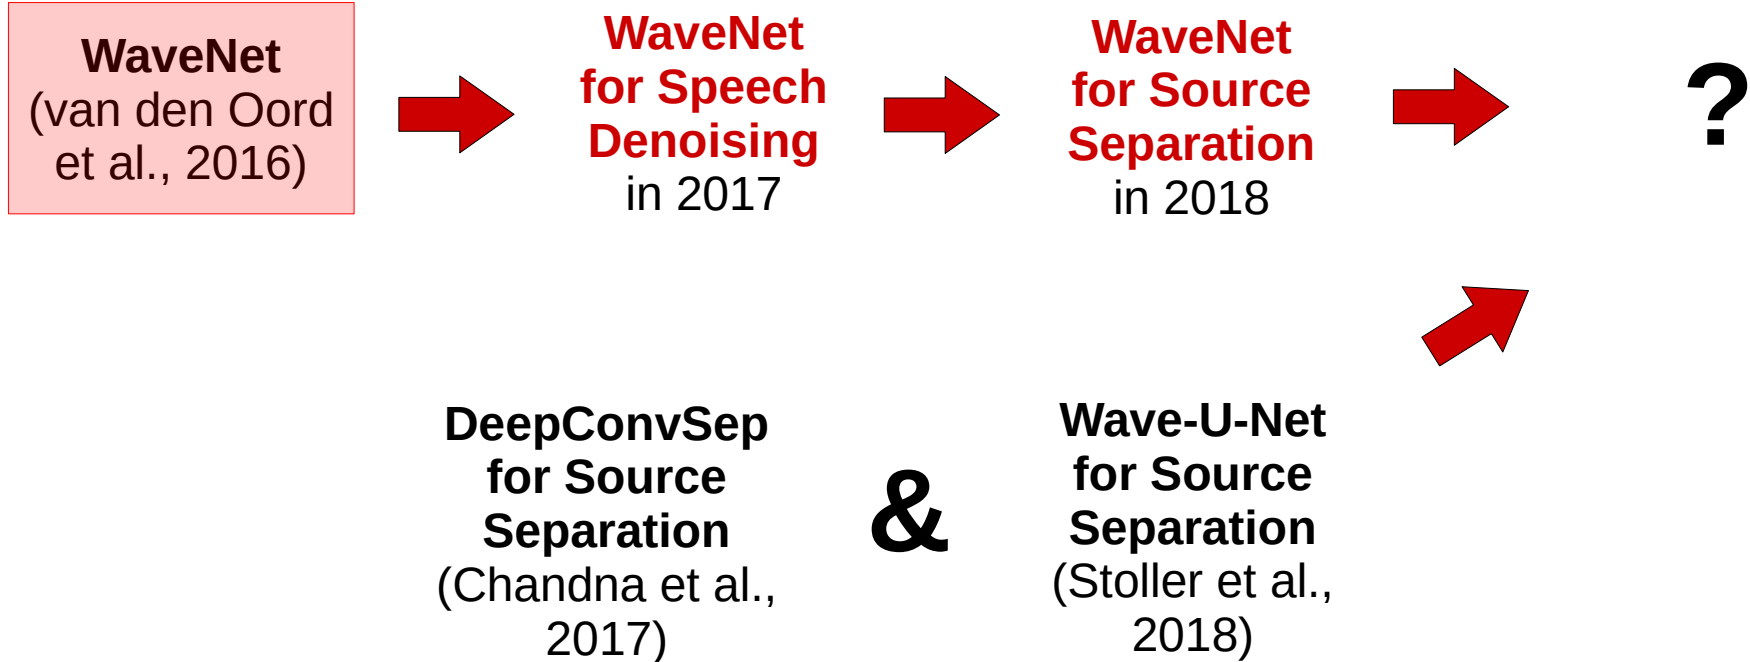 WaveNet
(van den Oord
et al., 2016)
WaveNet
for Speech
Denoising
in 2017
WaveNet
for Source
Separation
in 2018
?
DeepConvSep
for Source
Separation
(Chandna et al.,
2017)
&
Wave-U-Net
for Source
Separation
(Stoller et al.,
2018)